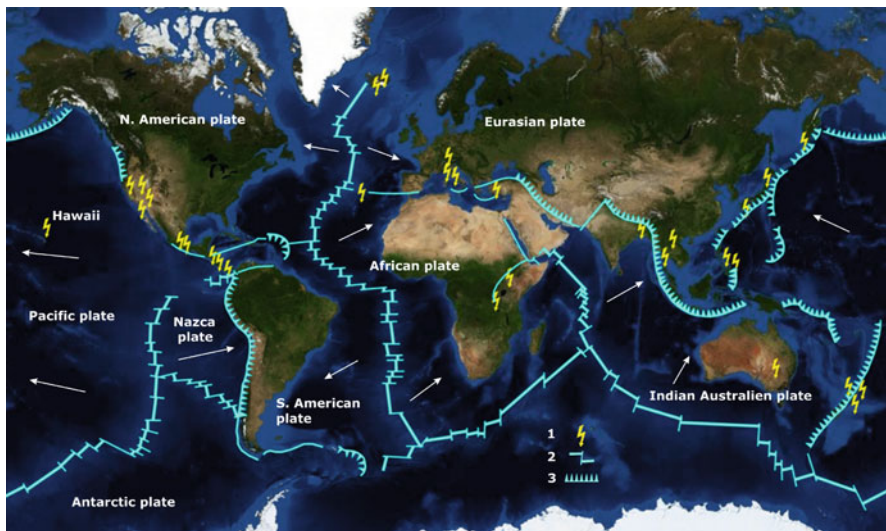 N. American plate
Eurasian plate
Hawaii
African plate
Pacific plate
Nazca
plate
S. American
plate
Indian Australien plate
1
2
3
Antarctic plate